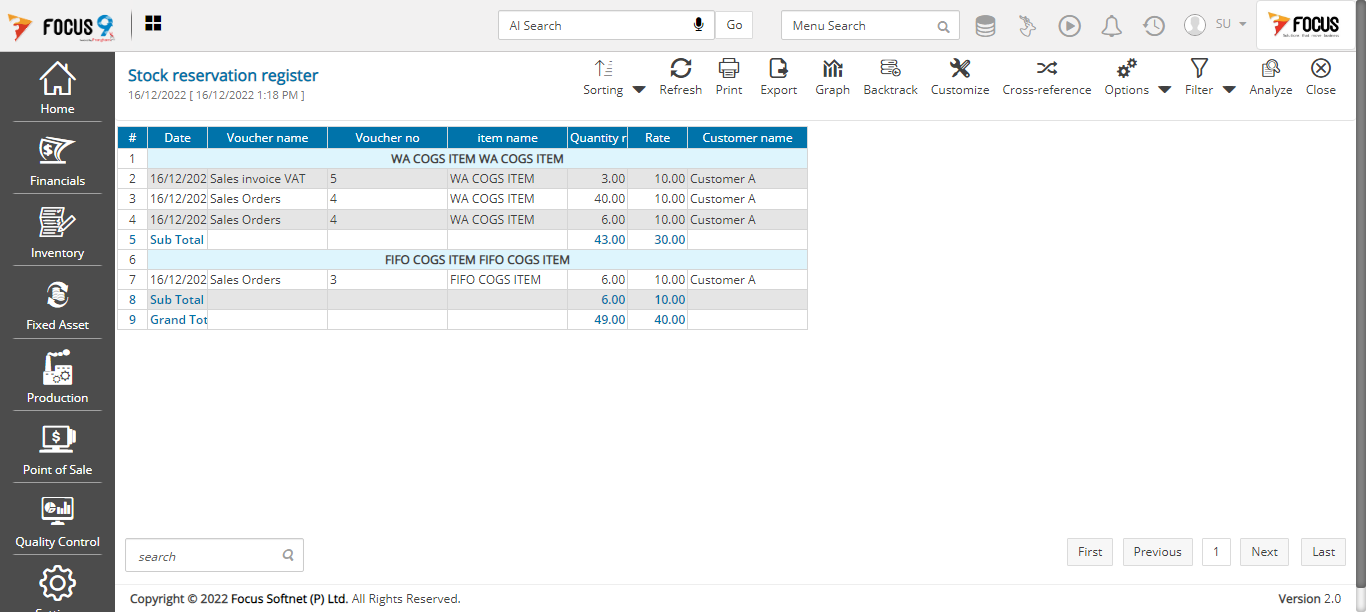 FOCUS 9
AI Search
Go
Menu Search
SU
FOCUS
Home
Financials
Inventory
Fixed Asset
Production
Point of Sale
Quality Control
Stock reservation register
16/12/2022 [ 16/12/2022 1:18 PM ]
Sorting Refresh Print Export Graph Backtrack Customize Cross-reference Options Filter Analyze Close
# Date Voucher name Voucher no item name Quantity r Rate Customer name
1 WA COGS ITEM WA COGS ITEM
2 16/12/202 Sales invoice VAT 5 WA COGS ITEM 3.00 10.00 Customer A
3 16/12/202 Sales Orders 4 WA COGS ITEM 40.00 10.00 Customer A
4 16/12/202 Sales Orders 4 WA COGS ITEM 6.00 10.00 Customer A
5 Sub Total 43.00 30.00
6 FIFO COGS ITEM FIFO COGS ITEM
7 16/12/202 Sales Orders 3 FIFO COGS ITEM 6.00 10.00 Customer A
8 Sub Total 6.00 10.00
9 Grand Tot 49.00 40.00
search
First Previous 1 Next Last
Copyright © 2022 Focus Softnet (P) Ltd. All Rights Reserved.
Version 2.0